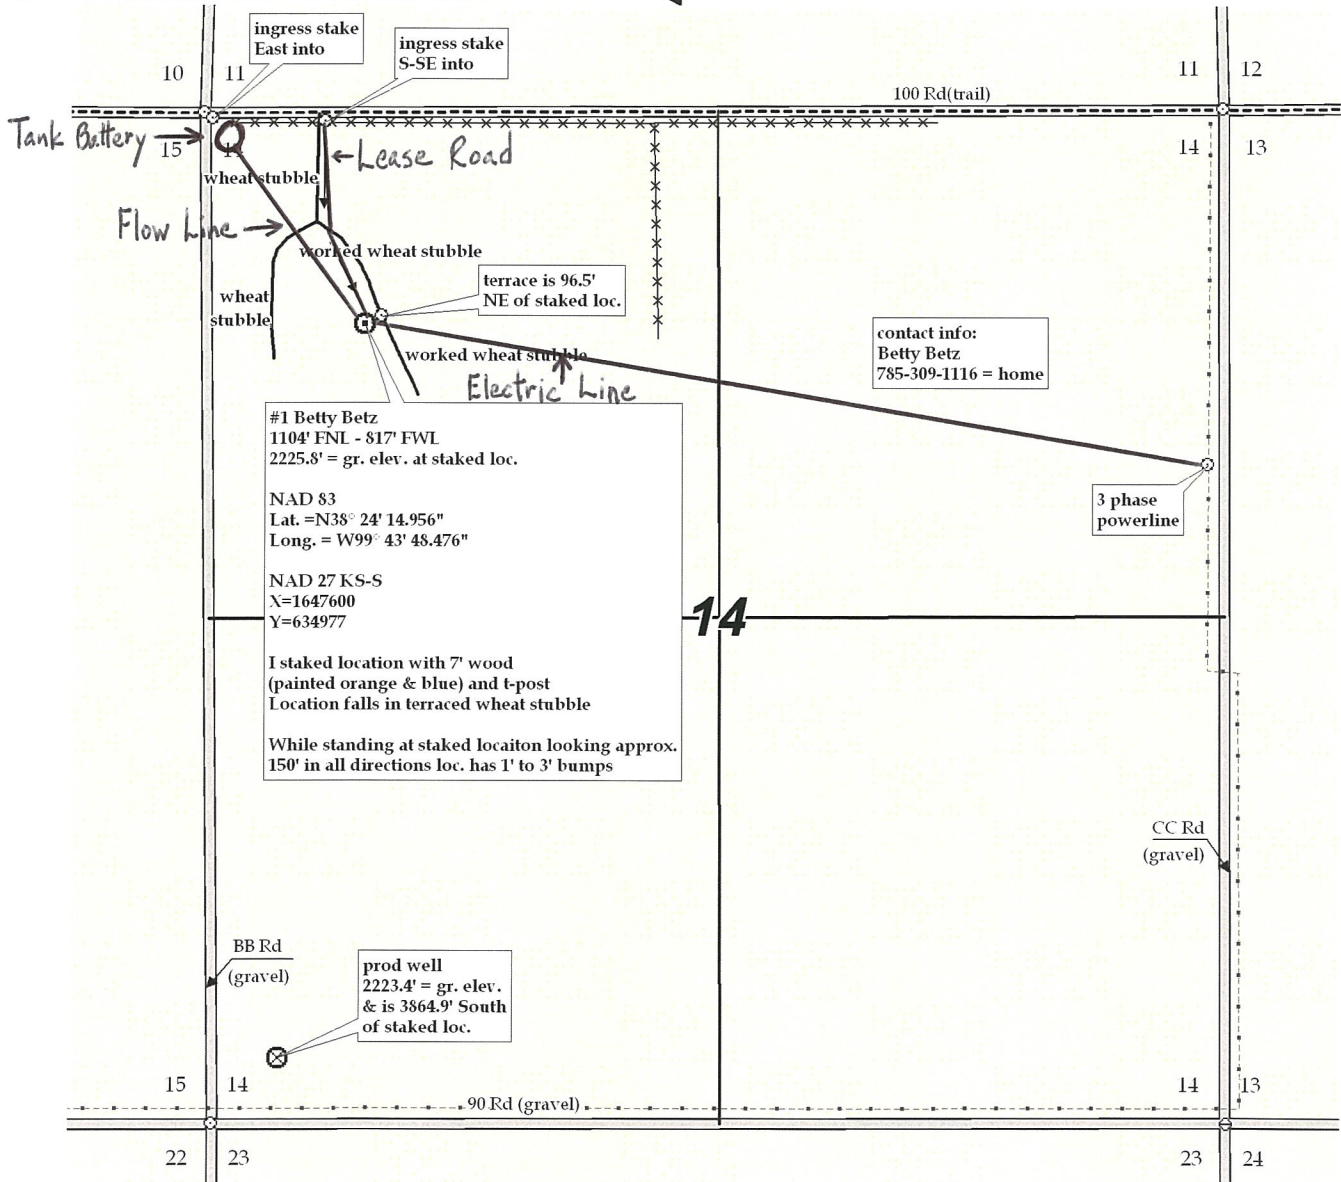 ingress stake
East into
ingress stake
S-SE into
10 11
11 12
100 Rd(trail)
Tank Battery
15
14 13
Lease Road
wheat stubble
Flow Line
worked wheat stubble
terrace is 96.5'
NE of staked loc.
wheat
stubble
contact info:
Betty Betz
785-309-1116 = home
worked wheat stubble
Electric Line
#1 Betty Betz
1104' FNL - 817' FWL
2225.8' = gr. elev. at staked loc.
NAD 83
Lat. =N38° 24' 14.956"
Long. = W99° 43' 48.476"
NAD 27 KS-S
X=1647600
Y=634977
I staked location with 7' wood
(painted orange & blue) and t-post
Location falls in terraced wheat stubble
While standing at staked locaiton looking approx.
150' in all directions loc. has 1' to 3' bumps
3 phase
powerline
14
CC Rd
(gravel)
BB Rd
(gravel)
prod well
2223.4' = gr. elev.
& is 3864.9' South
of staked loc.
15 14
14 13
90 Rd (gravel)
22 23
23 24